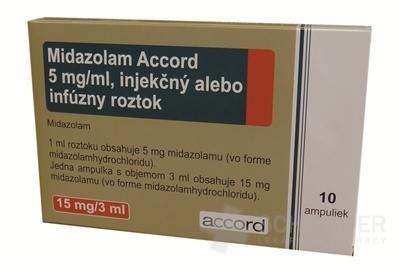 Midazolam Accord
5 mg/ml, injekčný alebo
infúzny roztok
Midazolam
1 ml roztoku obsahuje 5 mg midazolamu (vo forme
midazolamhydrochloridu).
Jedna ampulka s objemom 3 ml obsahuje 15 mg
midazolamu (vo forme midazolamhydrochloridu).
15 mg/3 ml
accord
10
ampuliek